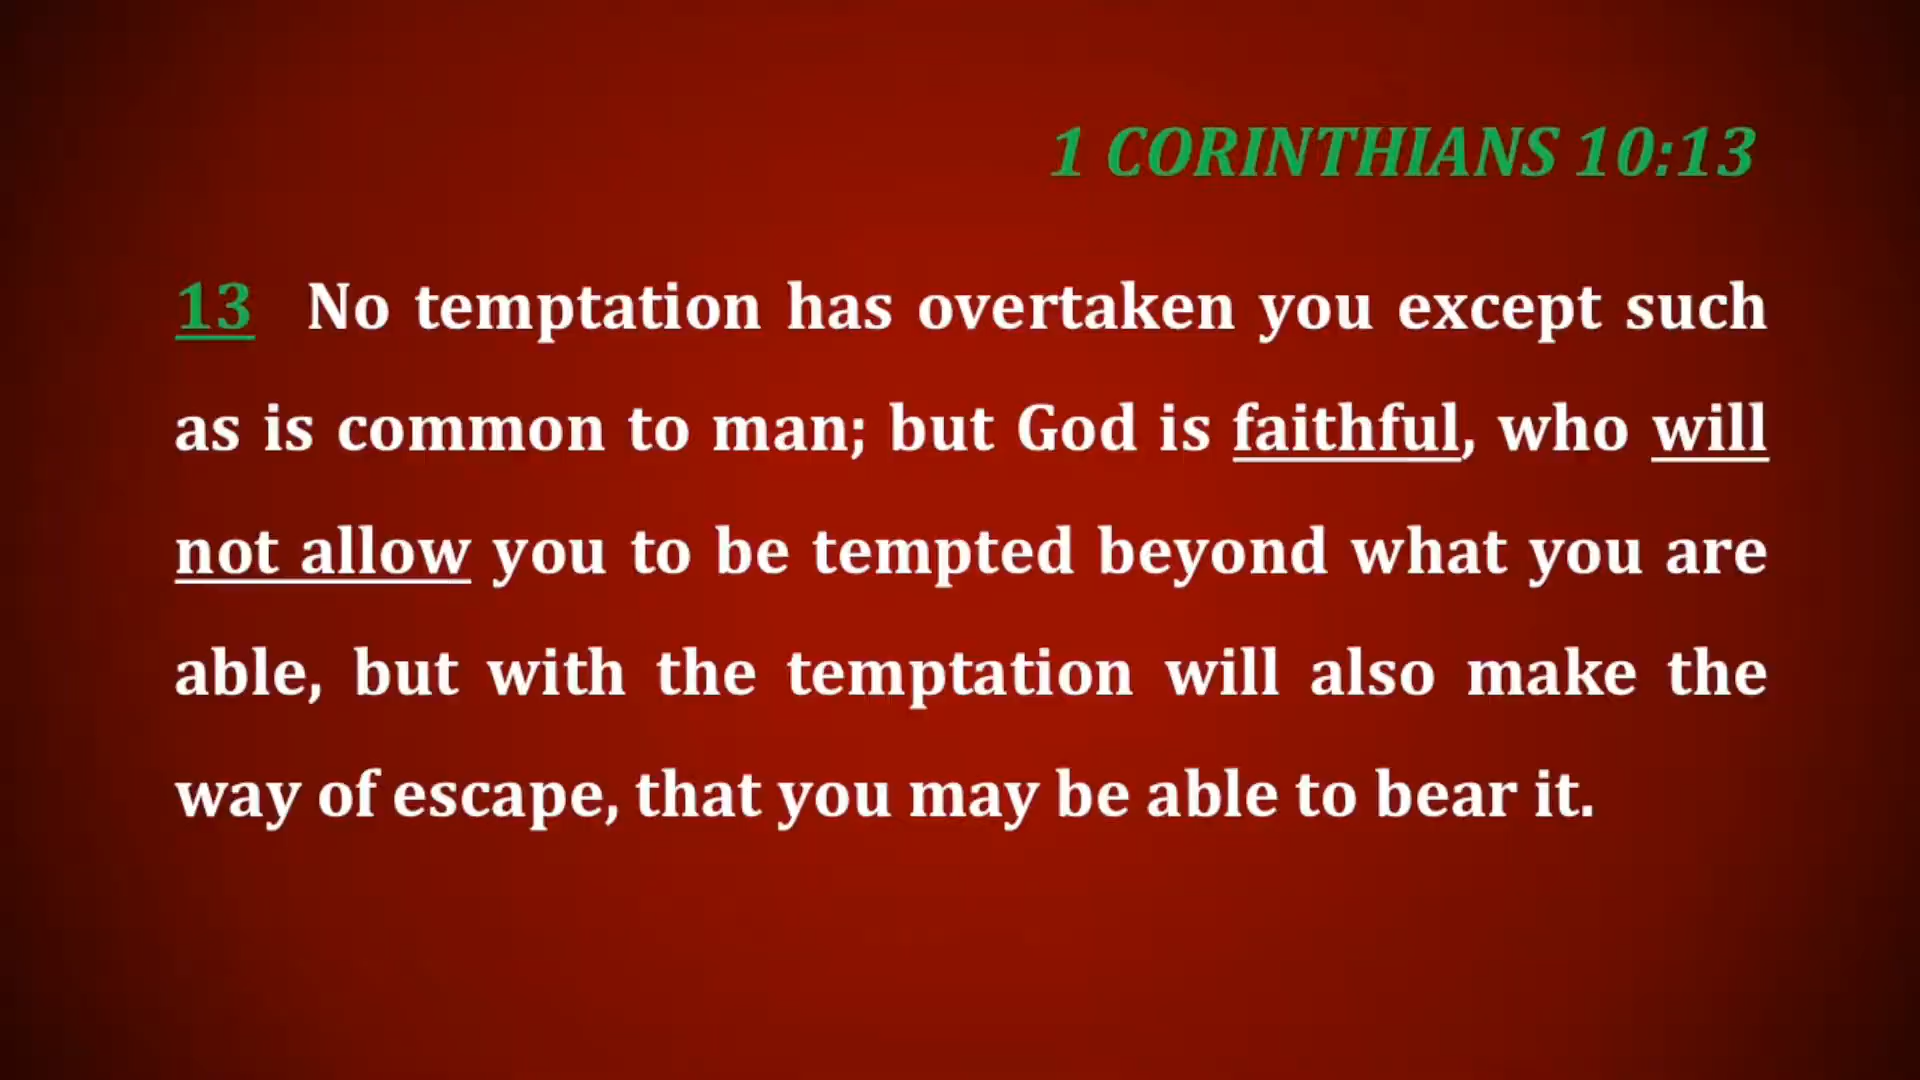 1 CORINTHIANS 10:13
13 No temptation has overtaken you except such
as is common to man; but God is faithful, who will
not allow you to be tempted beyond what you are
able, but with the temptation will also make the
way of escape, that you may be able to bear it.